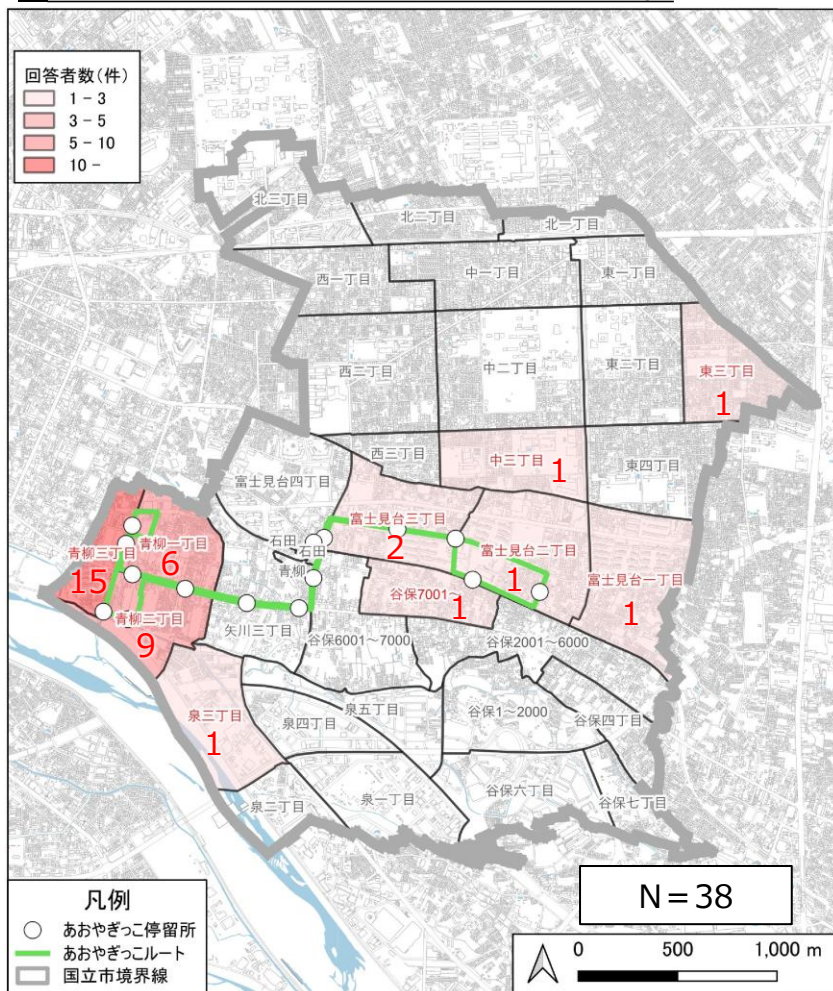 回答者数(件)
1 - 3
3 - 5
5 - 10
10 -
北三丁目
北二丁目
北一丁目
西一丁目
中一丁目
東一丁目
西二丁目
中二丁目
東二丁目
東三丁目
1
西三丁目
中三丁目
1
東四丁目
富士見台四丁目
富士見台三丁目
2
石田
石田
青柳
富士見台二丁目
1
富士見台一丁目
1
青柳三丁目
15
青柳一丁目
6
青柳二丁目
9
谷保7001~
1
矢川三丁目
谷保6001~7000
谷保2001~6000
泉三丁目
1
泉五丁目
泉四丁目
谷保1~2000
谷保四丁目
泉二丁目
泉一丁目
谷保六丁目
谷保七丁目
N=38
凡例
あおやぎっこ停留所
あおやぎっこルート
国立市境界線
0 500 1,000 m